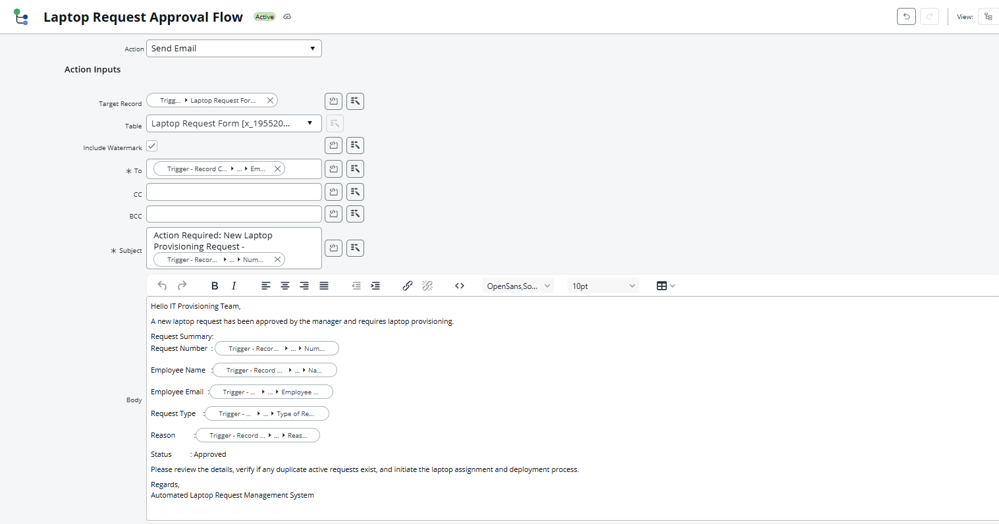 Laptop Request Approval Flow Active
View:
Action Send Email
Action Inputs
Target Record Trigg... Laptop Request For...
Table Laptop Request Form [x_195520...
Include Watermark
* To Trigger - Record C... ... Em...
CC
BCC
* Subject Action Required: New Laptop
Provisioning Request -
Trigger - Recor... ... Num...
B I OpenSans,So... 10pt
Hello IT Provisioning Team,
A new laptop request has been approved by the manager and requires laptop provisioning.
Request Summary:
Request Number : Trigger - Recor... ... Num...
Employee Name : Trigger - Record ... ... Na...
Employee Email : Trigger - ... ... Employee ...
Body
Request Type : Trigger - ... ... Type of Re...
Reason : Trigger - Record ... ... Reas...
Status : Approved
Please review the details, verify if any duplicate active requests exist, and initiate the laptop assignment and deployment process.
Regards,
Automated Laptop Request Management System